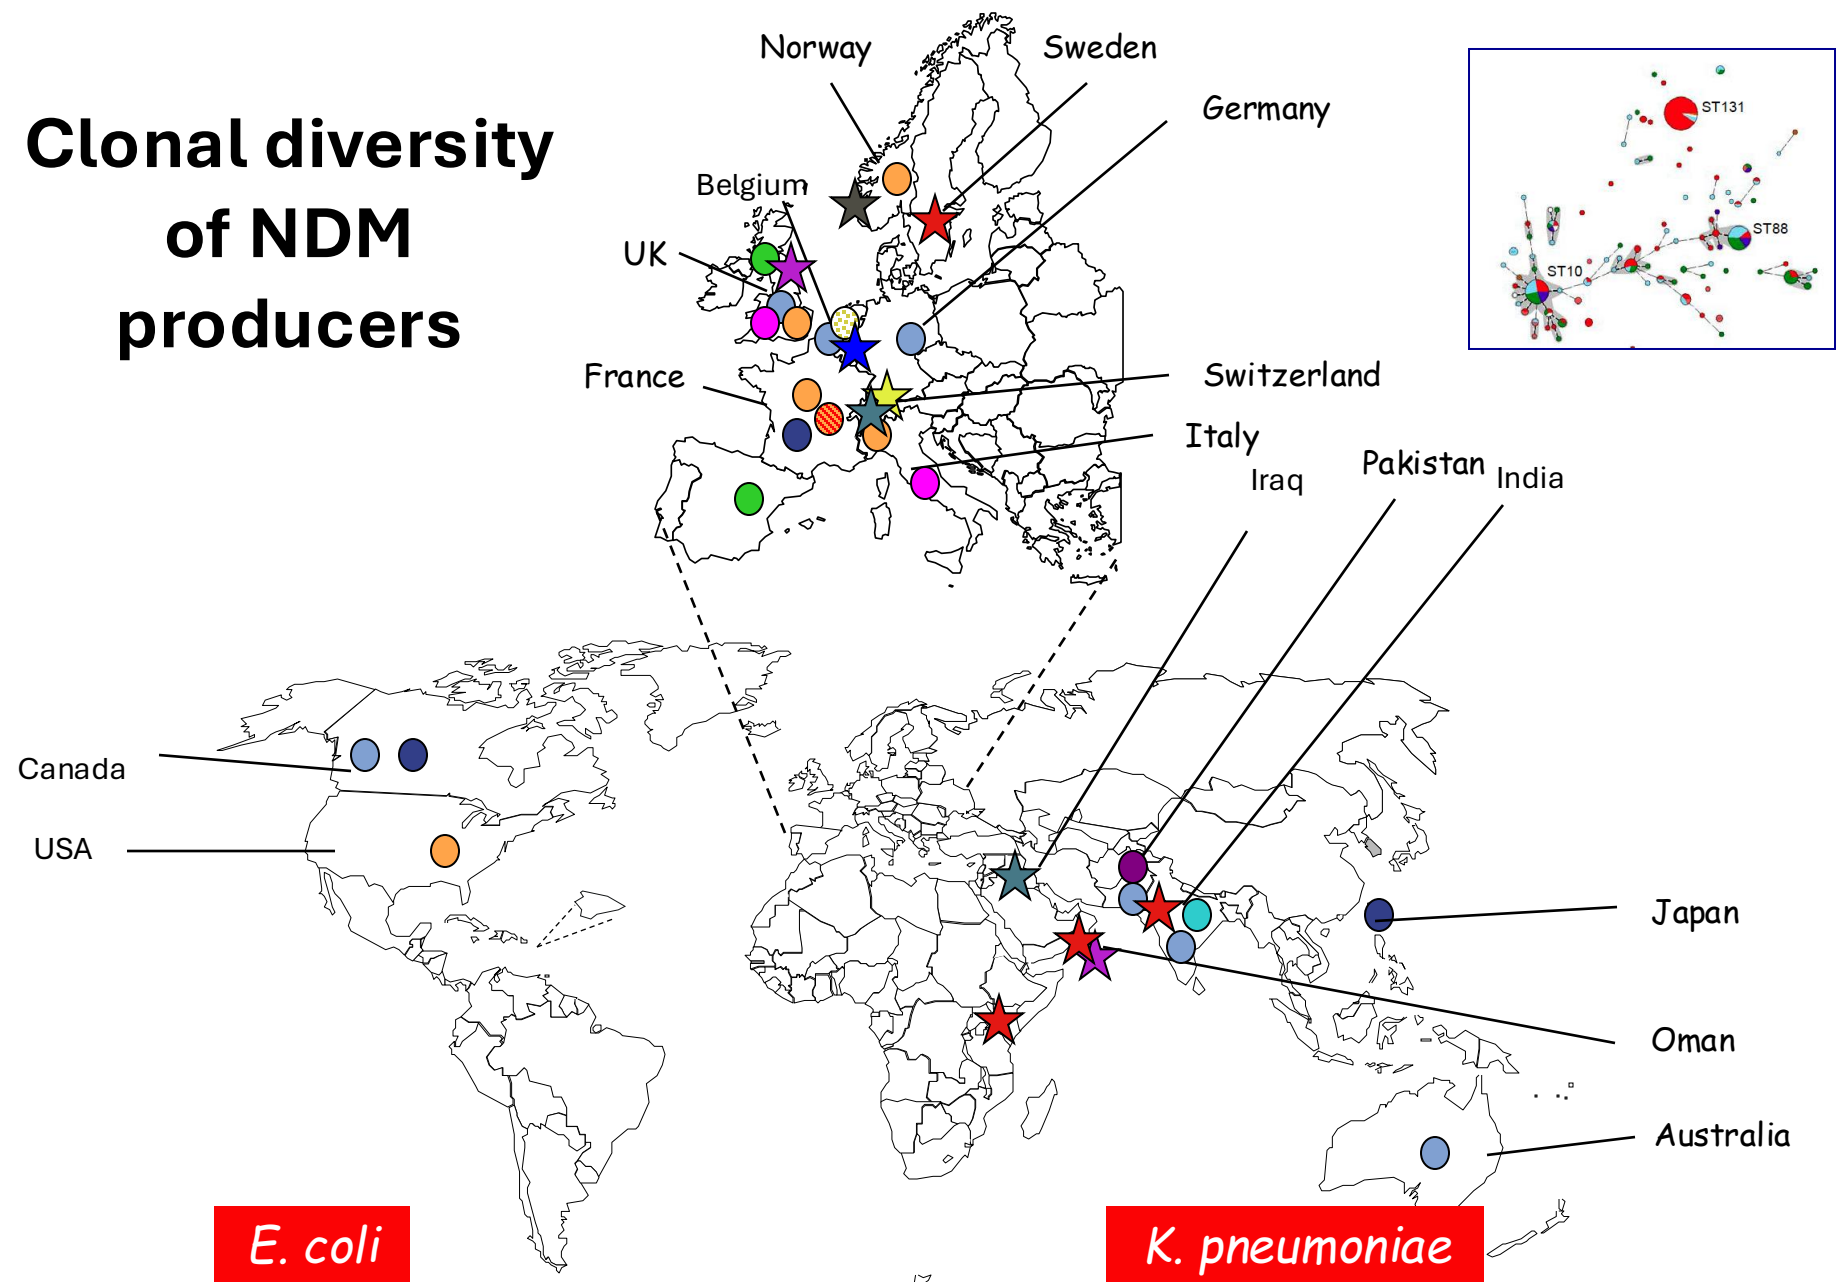 Clonal diversity
of NDM
producers
Norway
Sweden
Germany
Belgium
UK
France
Switzerland
Italy
Iraq
Pakistan
India
ST131
ST88
ST10
Canada
USA
Japan
Oman
Australia
E. coli
K. pneumoniae